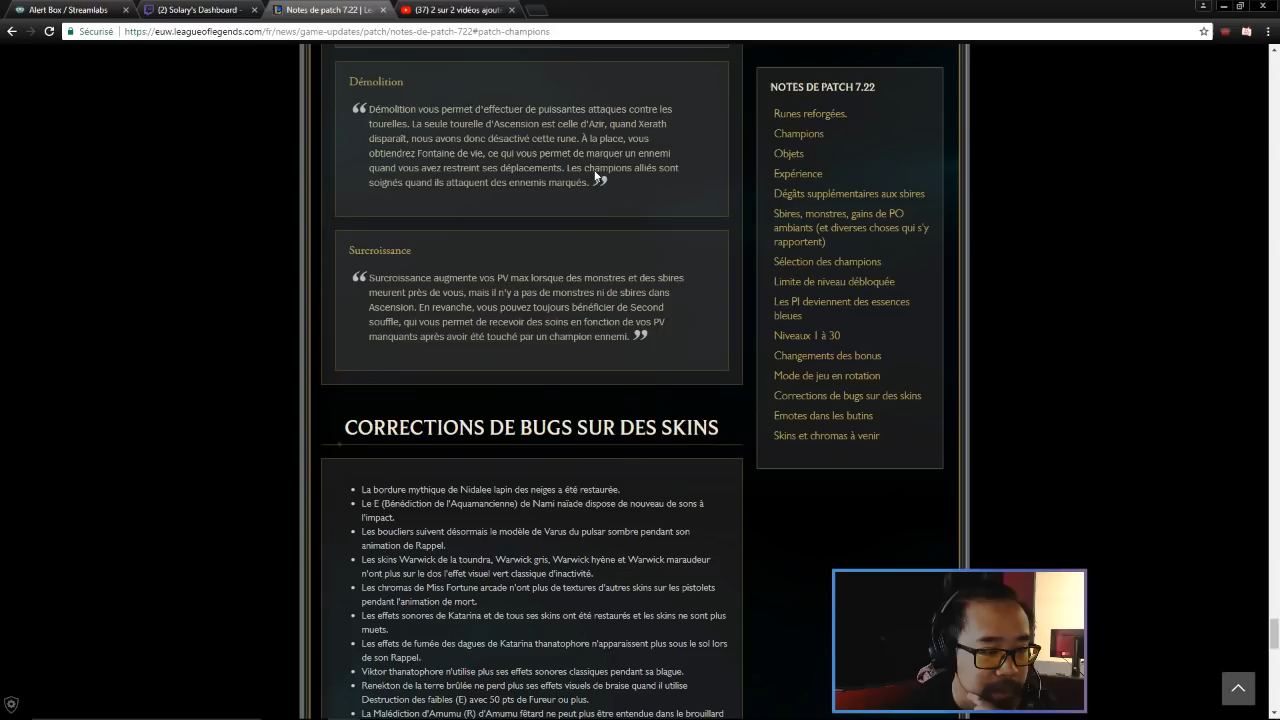 Alert Box / Streamlabs
(2) Solary's Dashboard -
Notes de patch 7.22 | Le
(37) 2 sur 2 vidéos ajout
Sécurisé
https://euw.leagueoflegends.com/fr/news/game-updates/patch/notes-de-patch-722#patch-champions
Démolition
Démolition vous permet d'effectuer de puissantes attaques contre les
tourelles. La seule tourelle d'Ascension est celle d'Azir, quand Xerath
disparaît, nous avons donc désactivé cette rune. À la place, vous
obtiendrez Fontaine de vie, ce qui vous permet de marquer un ennemi
quand vous avez restreint ses déplacements. Les champions alliés sont
soignés quand ils attaquent des ennemis marqués.
Surcroissance
Surcroissance augmente vos PV max lorsque des monstres et des sbires
meurent près de vous, mais il n'y a pas de monstres ni de sbires dans
Ascension. En revanche, vous pouvez toujours bénéficier de Second
souffle, qui vous permet de recevoir des soins en fonction de vos PV
manquants après avoir été touché par un champion ennemi.
CORRECTIONS DE BUGS SUR DES SKINS
La bordure mythique de Nidalee lapin des neiges a été restaurée.
Le E (Bénédiction de l'Aquamancienne) de Nami naïade dispose de nouveau de sons à
l'impact.
Les boucliers suivent désormais le modèle de Varus du pulsar sombre pendant son
animation de Rappel.
Les skins Warwick de la toundra, Warwick gris, Warwick hyène et Warwick maraudeur
n'ont plus sur le dos l'effet visuel vert classique d'inactivité.
Les chromas de Miss Fortune arcade n'ont plus de textures d'autres skins sur les pistolets
pendant l'animation de mort.
Les effets sonores de Katarina et de tous ses skins ont été restaurés et les skins ne sont plus
muets.
Les effets de fumée des dagues de Katarina thanatophore n'apparaissent plus sous le sol lors
de son Rappel.
Viktor thanatophore n'utilise plus ses effets sonores classiques pendant sa blague.
Renekton de la terre brûlée ne perd plus ses effets visuels de braise quand il utilise
Destruction des faibles (E) avec 50 pts de Fureur ou plus.
La Malédiction d'Amumu (R) d'Amumu fêtard ne peut plus être entendue dans le brouillard
NOTES DE PATCH 7.22
Runes reforgées.
Champions
Objets
Expérience
Dégâts supplémentaires aux sbires
Sbires, monstres, gains de PO
ambiants (et diverses choses qui s'y
rapportent)
Sélection des champions
Limite de niveau débloquée
Les PI deviennent des essences
bleues
Niveaux 1 à 30
Changements des bonus
Mode de jeu en rotation
Corrections de bugs sur des skins
Emotes dans les butins
Skins et chromas à venir